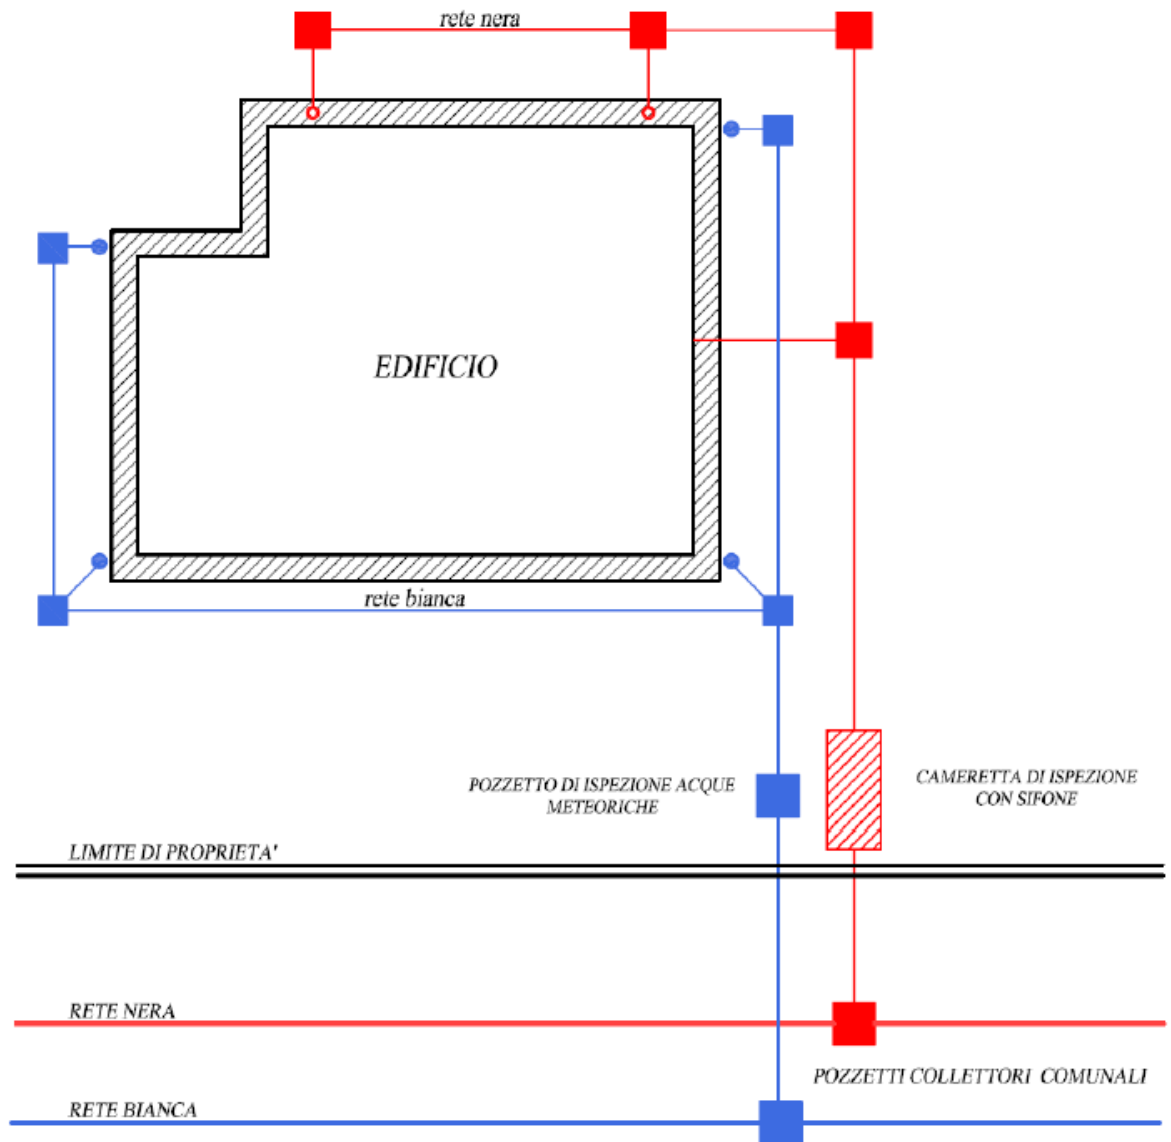 rete nera
EDIFICIO
rete bianca
POZZETTO DI ISPEZIONE ACQUE
METEORICHE
CAMERETTA DI ISPEZIONE
CON SIFONE
LIMITE DI PROPRIETA'
RETE NERA
POZZETTI COLLETTORI COMUNALI
RETE BIANCA